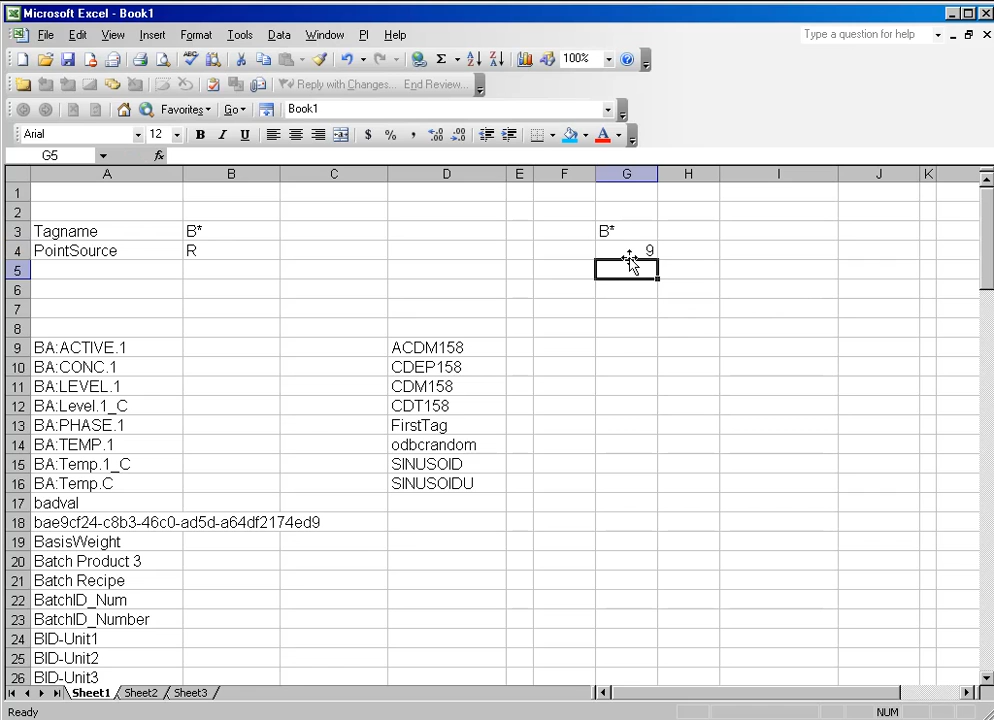 Microsoft Excel - Book1
File Edit View Insert Format Tools Data Window PI Help Type a question for help
Σ 100%
Reply with Changes... End Review...
Favorites Go Book1
Arial 12 B I U $ % , A
G5 fx
A B C D E F G H I J K
1
2
3 Tagname B* B*
4 PointSource R 9
5
6
7
8
9 BA:ACTIVE.1 ACDM158
10 BA:CONC.1 CDEP158
11 BA:LEVEL.1 CDM158
12 BA:Level.1_C CDT158
13 BA:PHASE.1 FirstTag
14 BA:TEMP.1 odbcrandom
15 BA:Temp.1_C SINUSOID
16 BA:Temp.C SINUSOIDU
17 badval
18 bae9cf24-c8b3-46c0-ad5d-a64df2174ed9
19 BasisWeight
20 Batch Product 3
21 Batch Recipe
22 BatchID_Num
23 BatchID_Number
24 BID-Unit1
25 BID-Unit2
26 BID-Unit3
Sheet1 Sheet2 Sheet3
Ready NUM